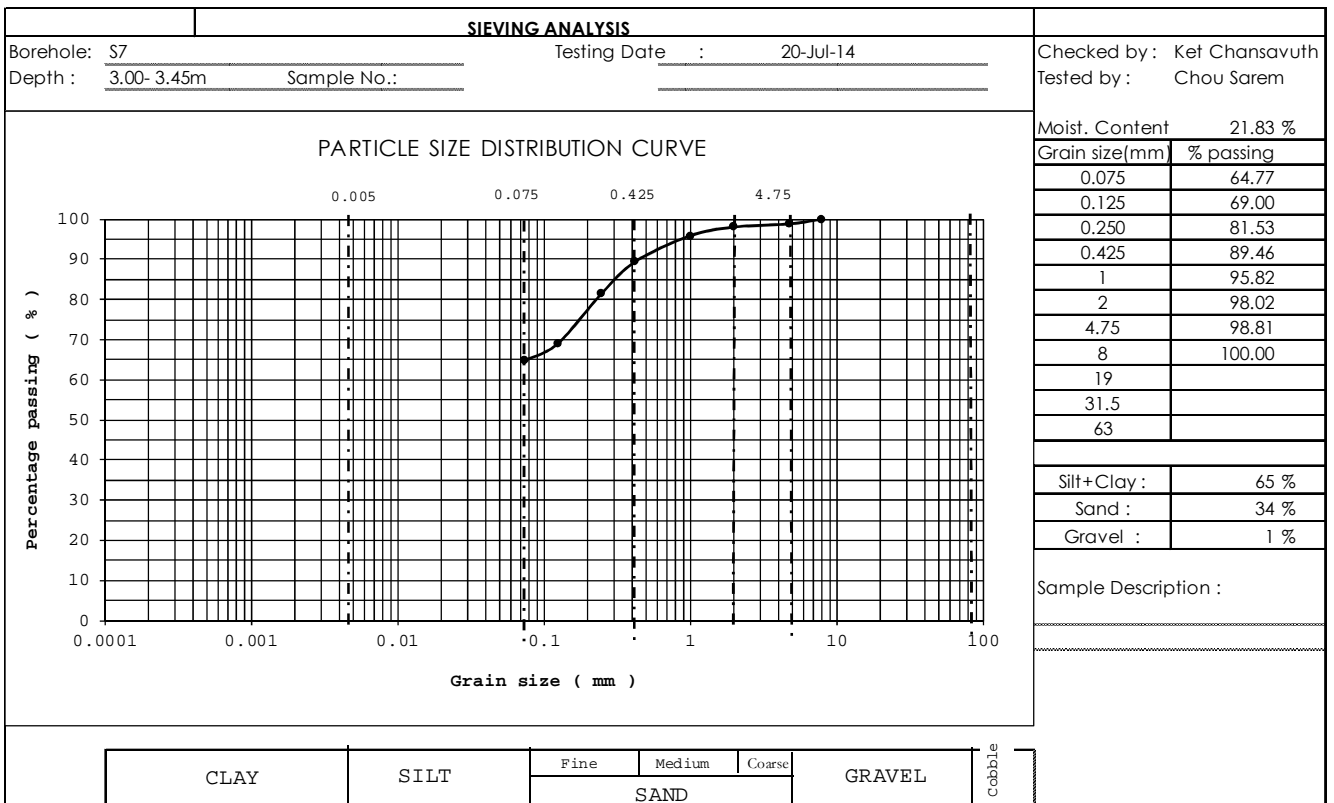 SIEVING ANALYSIS
Borehole: S7 Testing Date : 20-Jul-14 Checked by : Ket Chansavuth
Depth : 3.00- 3.45m Sample No.: Tested by : Chou Sarem
Moist. Content 21.83 %
Grain size(mm) % passing
0.075 64.77
0.125 69.00
0.250 81.53
0.425 89.46
1 95.82
2 98.02
4.75 98.81
8 100.00
19
31.5
63
Silt+Clay : 65 %
Sand : 34 %
Gravel : 1 %
Sample Description :
PARTICLE SIZE DISTRIBUTION CURVE
0.005 0.075 0.425 4.75
Percentage passing ( % )
100
90
80
70
60
50
40
30
20
10
0
0.0001 0.001 0.01 0.1 1 10 100
Grain size ( mm )
CLAY SILT Fine Medium Coarse GRAVEL Cobble
SAND